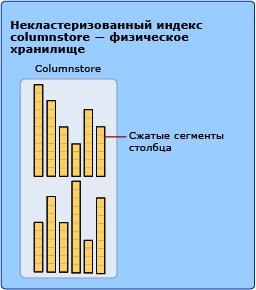 Некластеризованный индекс
columnstore — физическое
хранилище
Columnstore
Сжатые сегменты
столбца